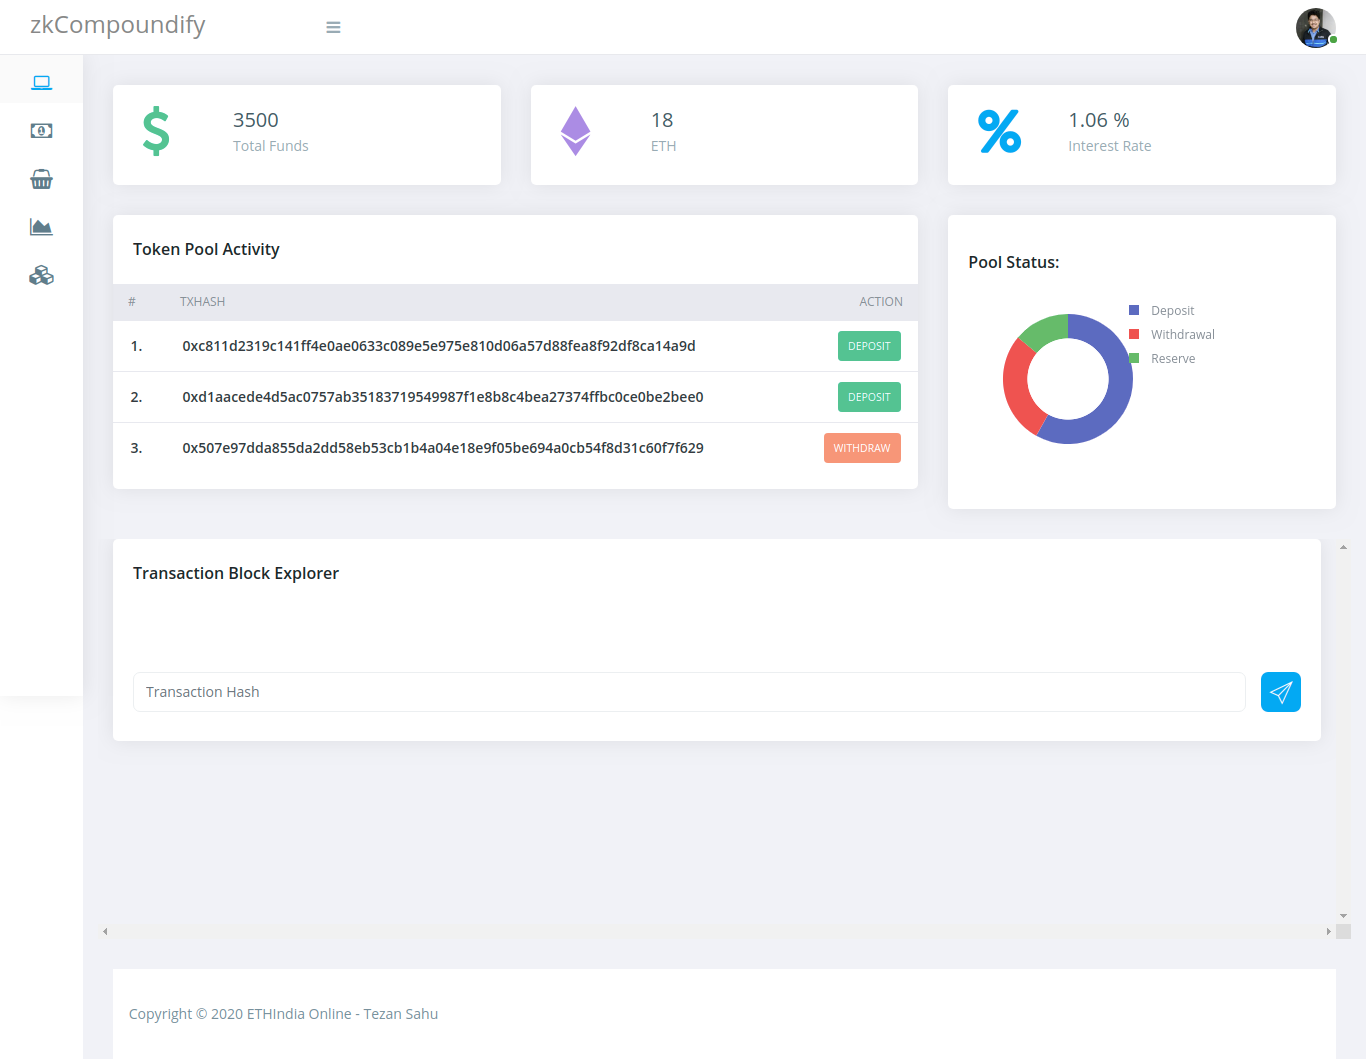 zkCompoundify
3500
Total Funds
18
ETH
1.06 %
Interest Rate
Token Pool Activity
# TXHASH ACTION
1. 0xc811d2319c141ff4e0ae0633c089e5e975e810d06a57d88fea8f92df8ca14a9d DEPOSIT
2. 0xd1aacede4d5ac0757ab35183719549987f1e8b8c4bea27374ffbc0ce0be2bee0 DEPOSIT
3. 0x507e97dda855da2dd58eb53cb1b4a04e18e9f05be694a0cb54f8d31c60f7f629 WITHDRAW
Pool Status:
Deposit
Withdrawal
Reserve
Transaction Block Explorer
Transaction Hash
Copyright © 2020 ETHIndia Online - Tezan Sahu